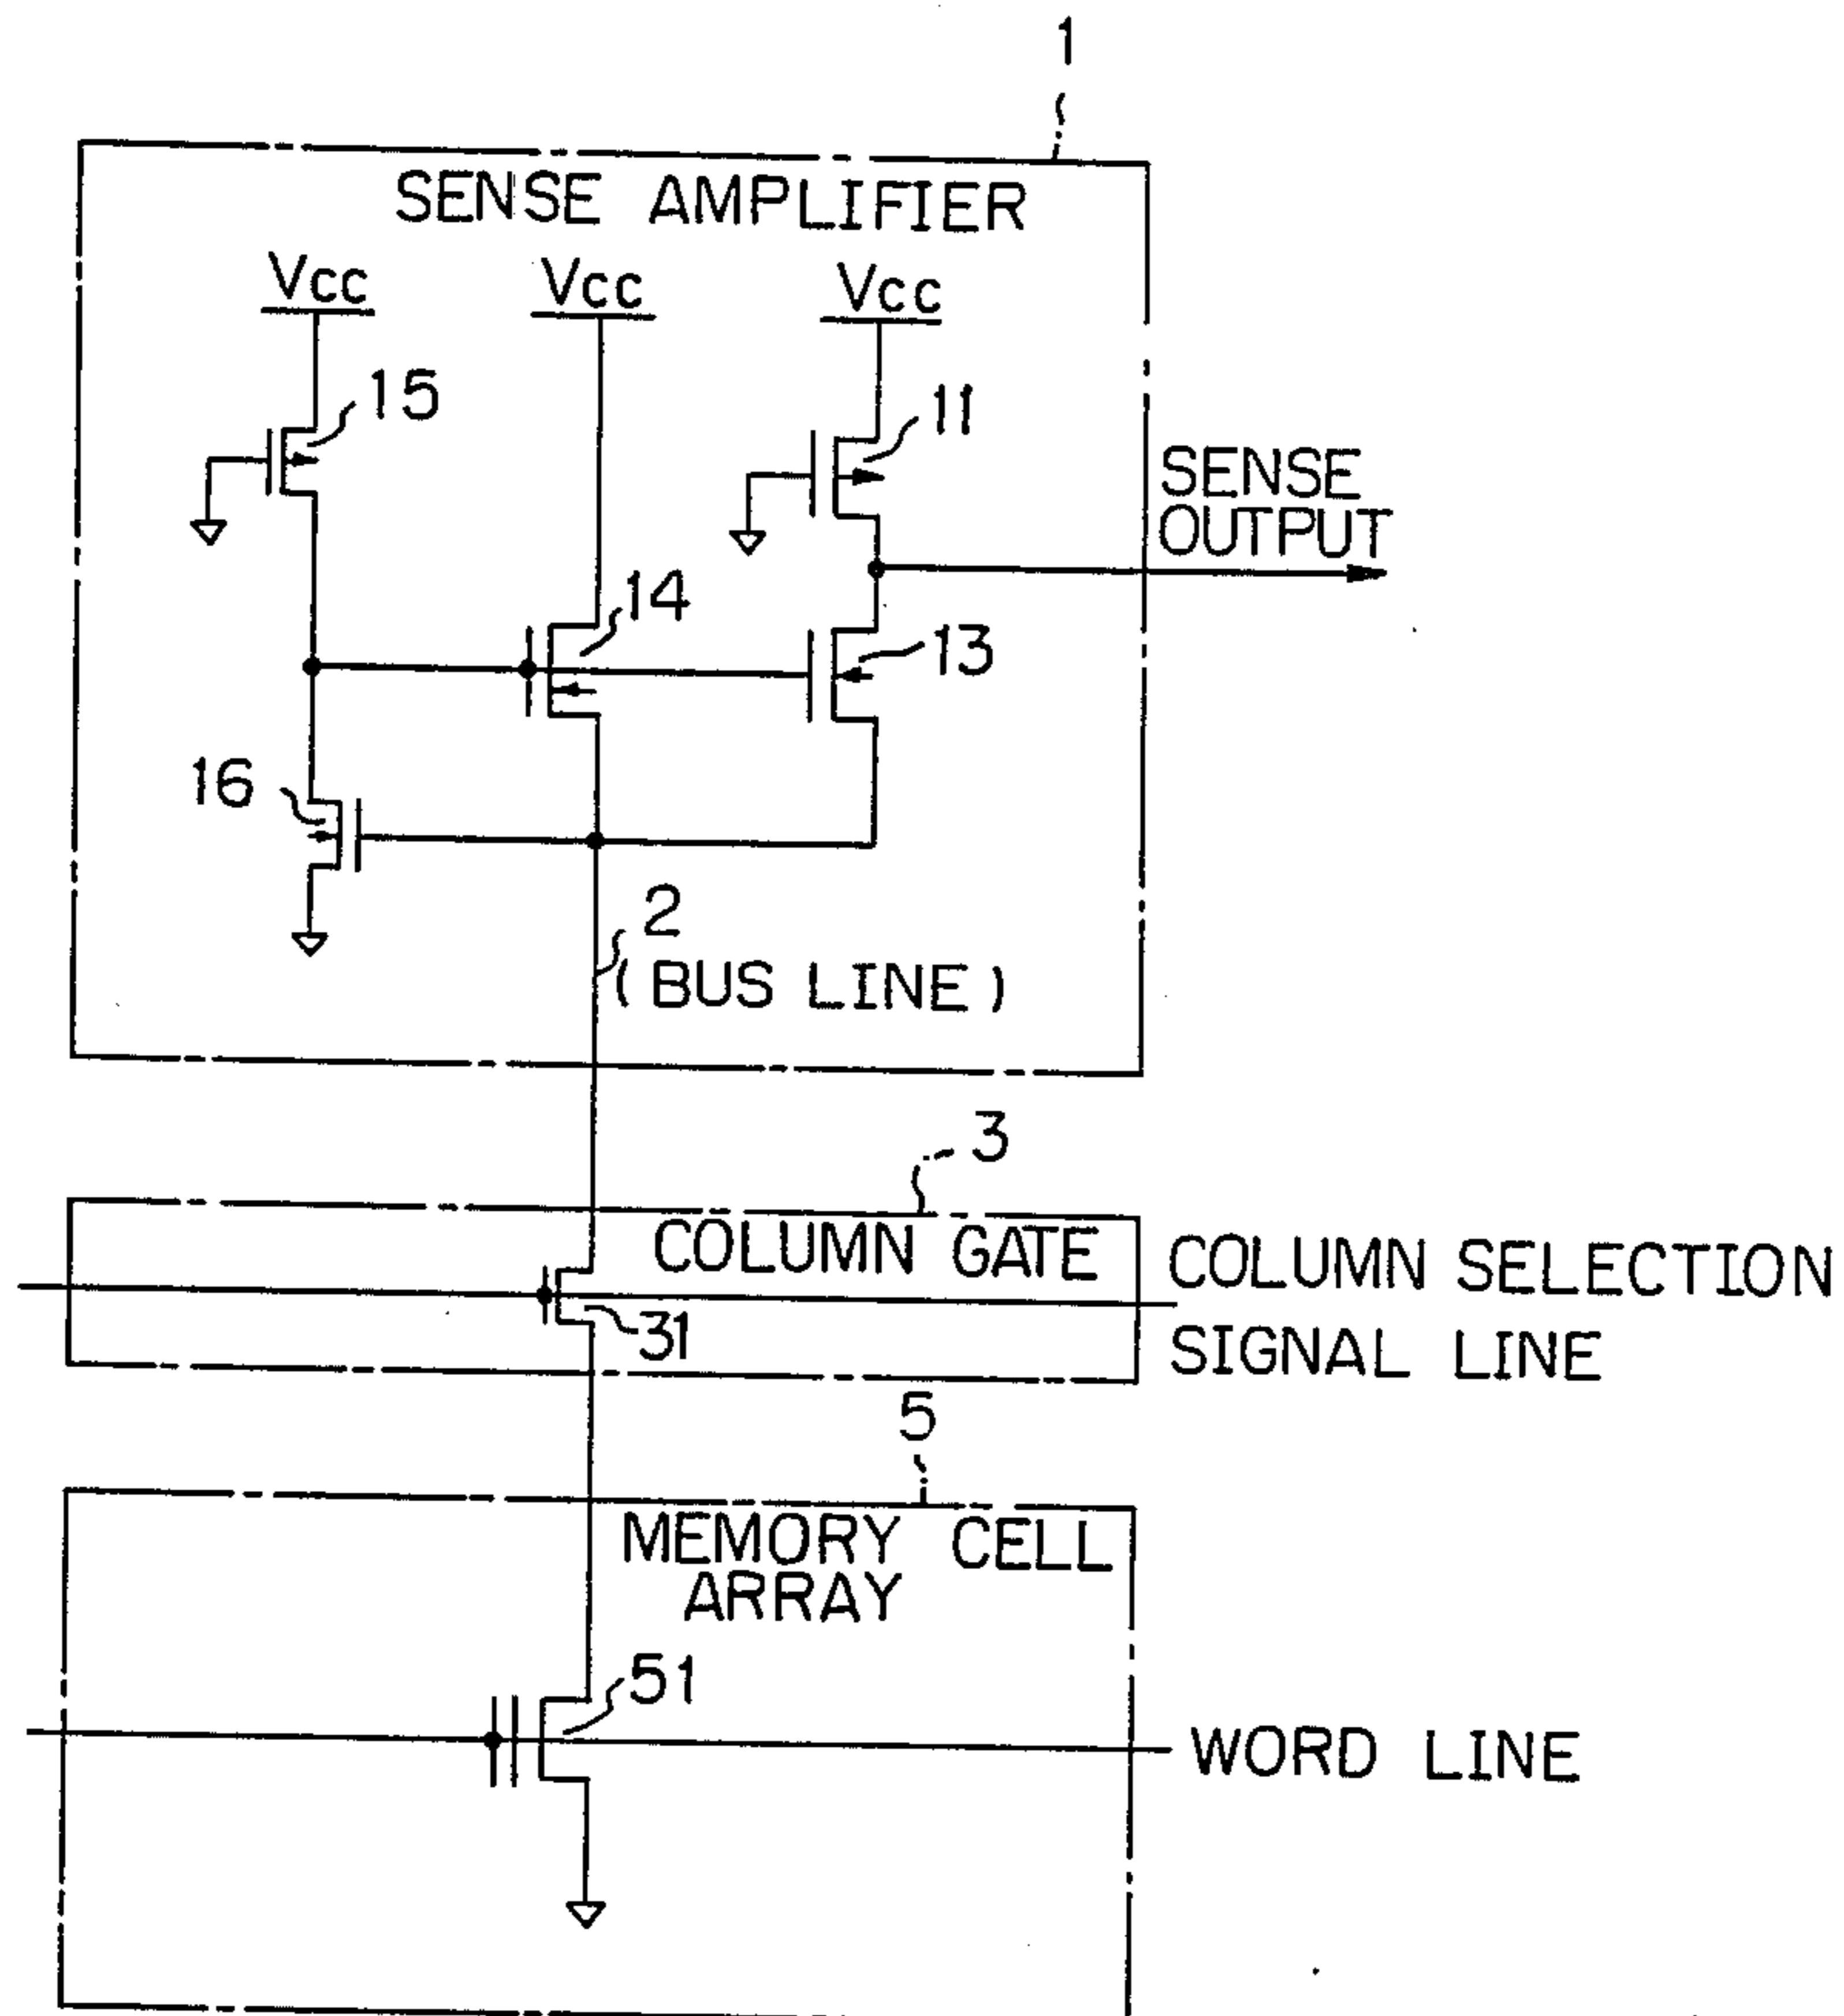 1
SENSE AMPLIFIER
Vcc Vcc Vcc
15
11
SENSE
OUTPUT
14
13
16
2
(BUS LINE)
3
COLUMN GATE
COLUMN SELECTION
31
SIGNAL LINE
5
MEMORY CELL
ARRAY
51
WORD LINE